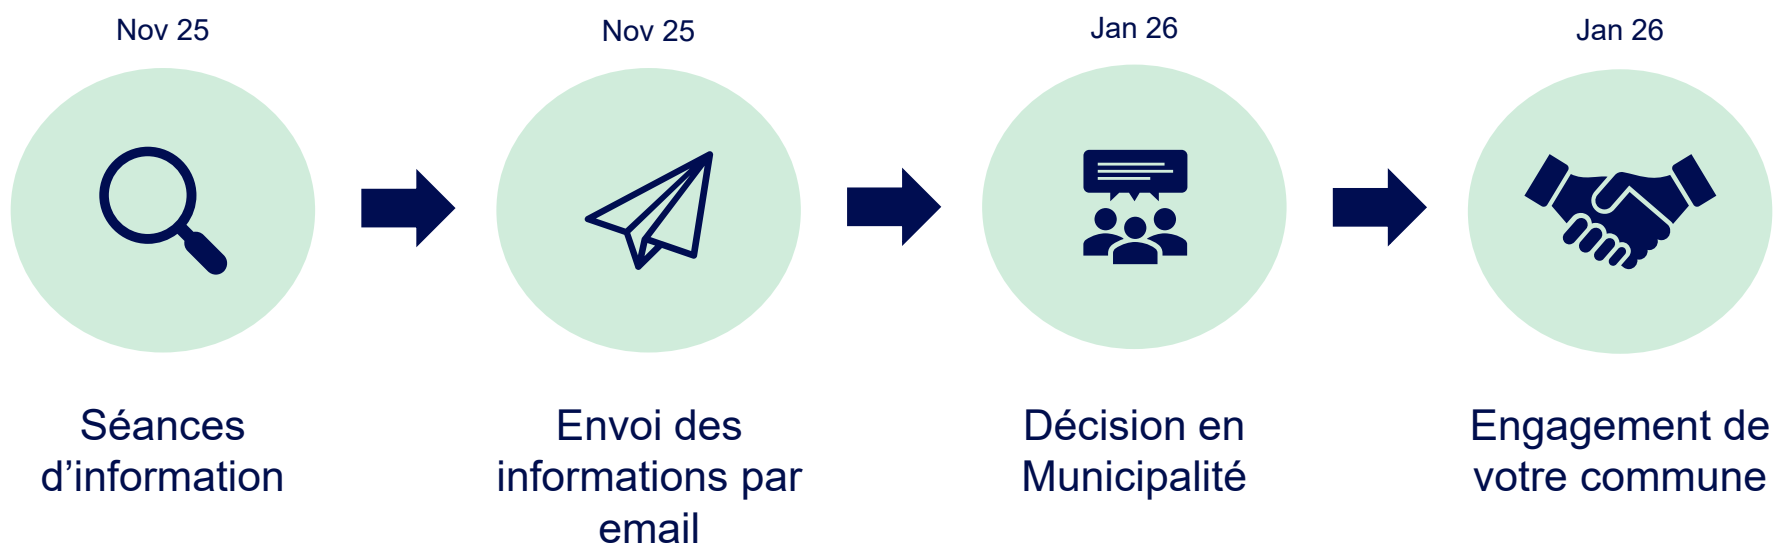 Nov 25
Nov 25
Jan 26
Jan 26
Séances
d’information
Envoi des
informations par
email
Décision en
Municipalité
Engagement de
votre commune